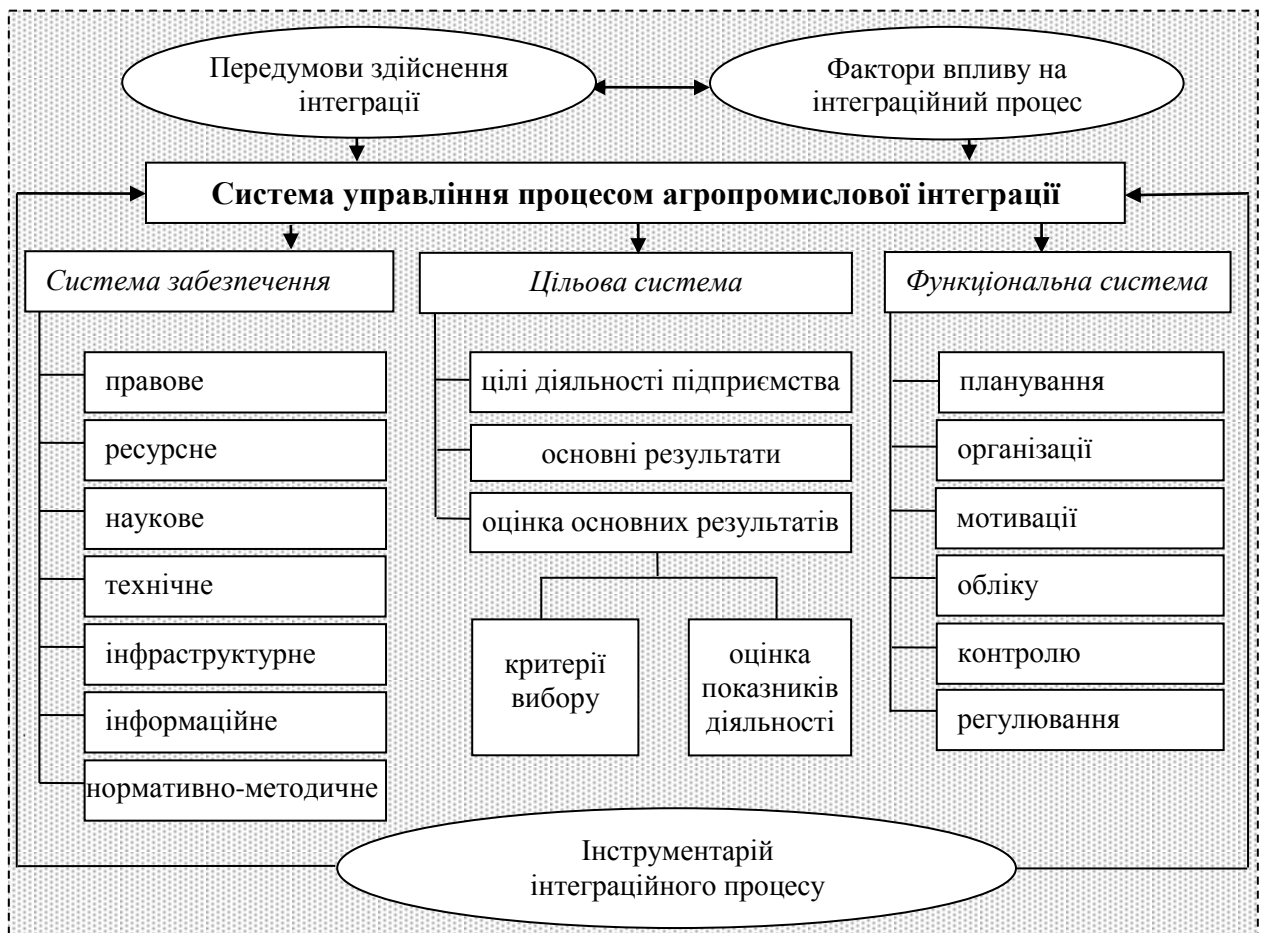 Передумови здійснення
інтеграції
Фактори впливу на
інтеграційний процес
Система управління процесом агропромислової інтеграції
Система забезпечення
Цільова система
Функціональна система
правове
ресурсне
наукове
технічне
інфраструктурне
інформаційне
нормативно-методичне
цілі діяльності підприємства
основні результати
оцінка основних результатів
критерії
вибору
оцінка
показників
діяльності
планування
організації
мотивації
обліку
контролю
регулювання
Інструментарій
інтеграційного процесу